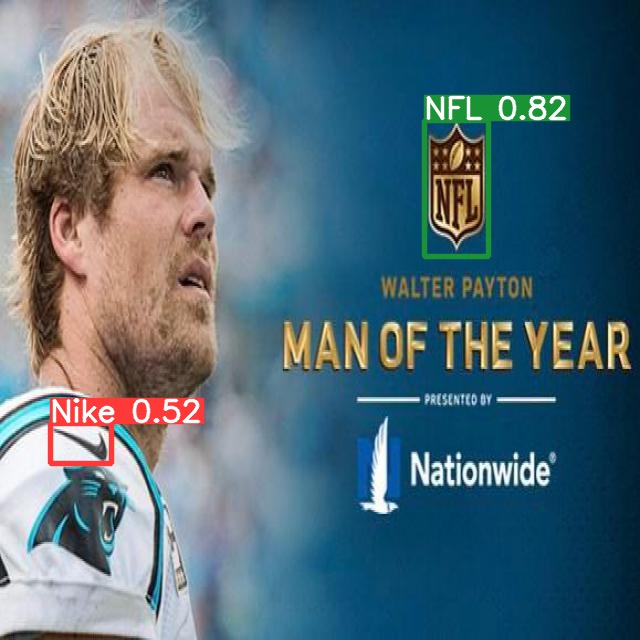 NFL 0.82
NFL
WALTER PAYTON
MAN OF THE YEAR
PRESENTED BY
Nationwide®
Nike 0.52